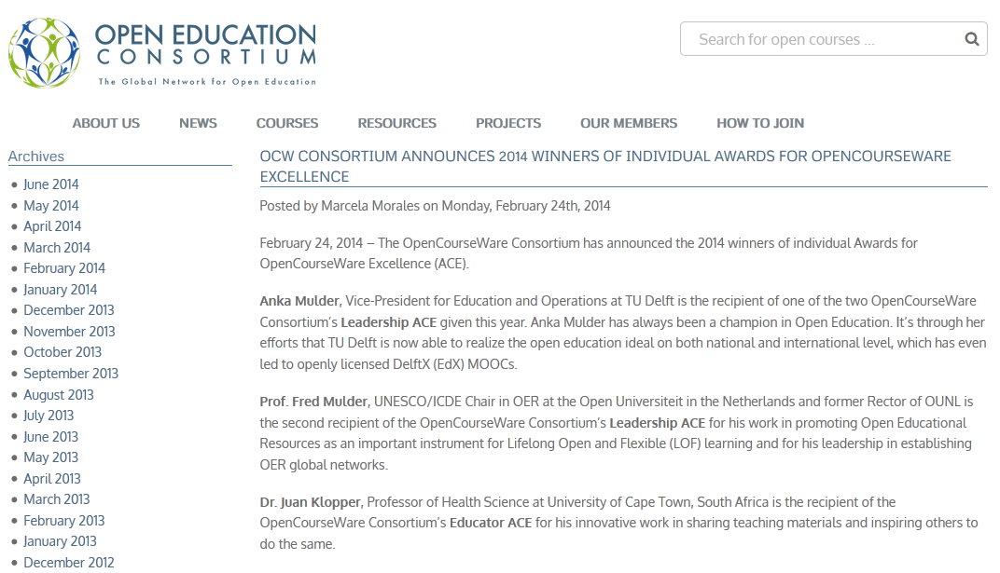 OPEN EDUCATION
CONSORTIUM
The Global Network for Open Education
Search for open courses ...
ABOUT US NEWS COURSES RESOURCES PROJECTS OUR MEMBERS HOW TO JOIN
Archives
June 2014
May 2014
April 2014
March 2014
February 2014
January 2014
December 2013
November 2013
October 2013
September 2013
August 2013
July 2013
June 2013
May 2013
April 2013
March 2013
February 2013
January 2013
December 2012
OCW CONSORTIUM ANNOUNCES 2014 WINNERS OF INDIVIDUAL AWARDS FOR OPENCOURSEWARE
EXCELLENCE
Posted by Marcela Morales on Monday, February 24th, 2014
February 24, 2014 – The OpenCourseWare Consortium has announced the 2014 winners of individual Awards for
OpenCourseWare Excellence (ACE).
Anka Mulder, Vice-President for Education and Operations at TU Delft is the recipient of one of the two OpenCourseWare
Consortium’s Leadership ACE given this year. Anka Mulder has always been a champion in Open Education. It’s through her
efforts that TU Delft is now able to realize the open education ideal on both national and international level, which has even
led to openly licensed DelftX (EdX) MOOCs.
Prof. Fred Mulder, UNESCO/ICDE Chair in OER at the Open Universiteit in the Netherlands and former Rector of OUNL is
the second recipient of the OpenCourseWare Consortium’s Leadership ACE for his work in promoting Open Educational
Resources as an important instrument for Lifelong Open and Flexible (LOF) learning and for his leadership in establishing
OER global networks.
Dr. Juan Klopper, Professor of Health Science at University of Cape Town, South Africa is the recipient of the
OpenCourseWare Consortium’s Educator ACE for his innovative work in sharing teaching materials and inspiring others to
do the same.